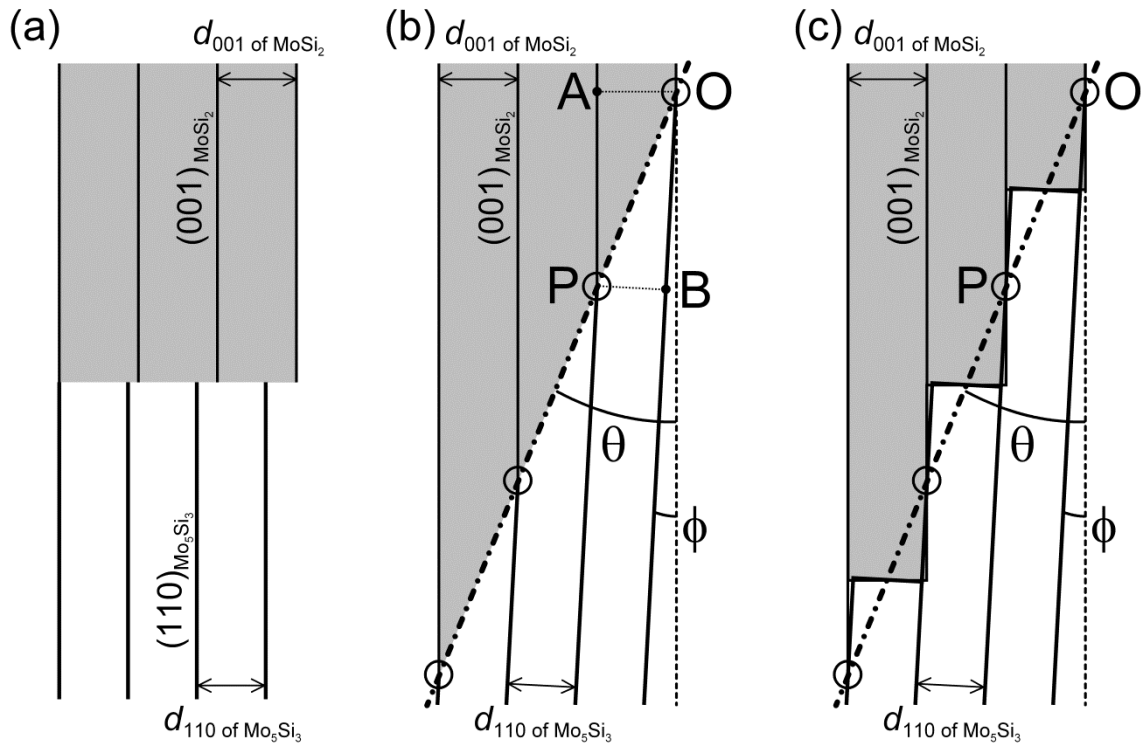 (a)
d001 of MoSi2
(001)MoSi2
(110)Mo5Si3
d110 of Mo5Si3
(b)
d001 of MoSi2
A
O
(001)MoSi2
P
B
θ
ϕ
d110 of Mo5Si3
(c)
d001 of MoSi2
O
(001)MoSi2
P
θ
ϕ
d110 of Mo5Si3